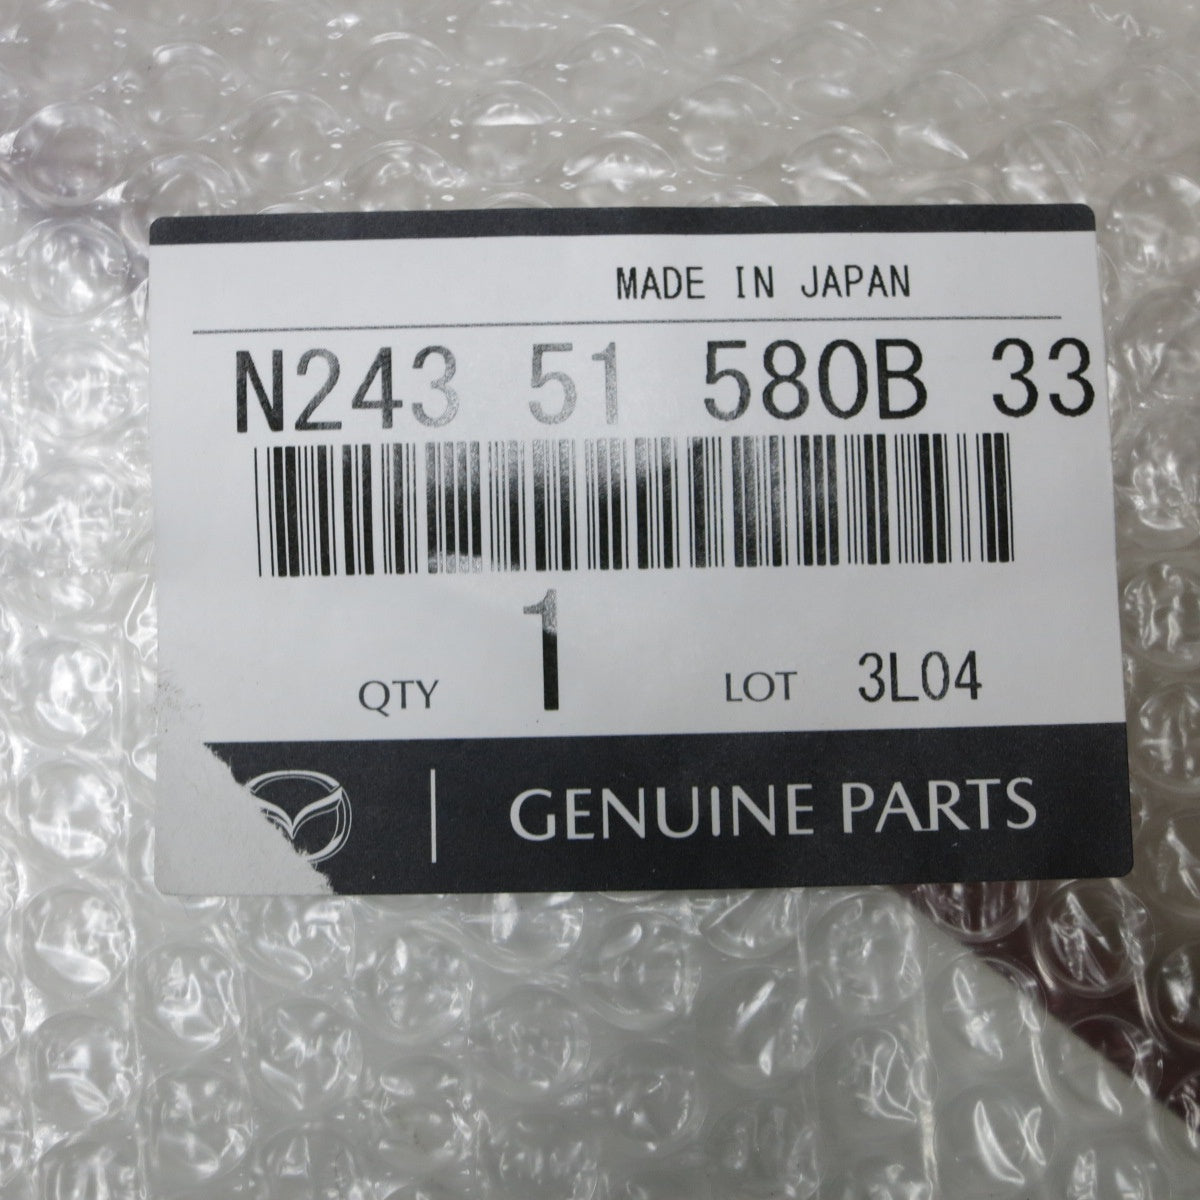 MADE IN JAPAN
N243 51 580B 33
QTY 1 LOT 3L04
GENUINE PARTS